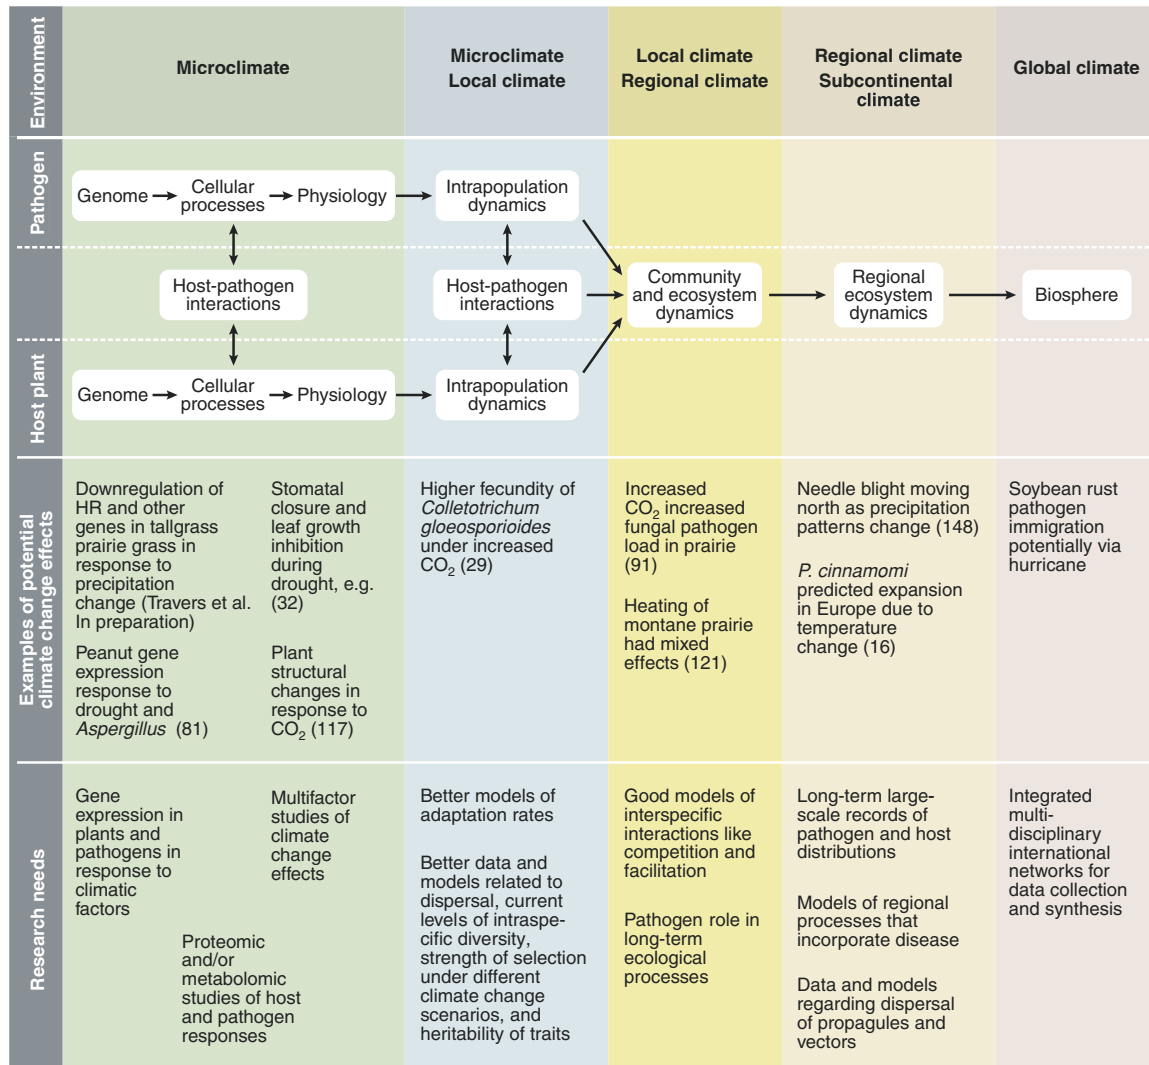 Environment
Microclimate
Microclimate
Local climate
Local climate
Regional climate
Regional climate
Subcontinental
climate
Global climate
Pathogen
Genome
Cellular
processes
Physiology
Intrapopulation
dynamics
Host-pathogen
interactions
Host-pathogen
interactions
Community
and ecosystem
dynamics
Regional
ecosystem
dynamics
Biosphere
Host plant
Genome
Cellular
processes
Physiology
Intrapopulation
dynamics
Examples of potential
climate change effects
Downregulation of
HR and other
genes in tallgrass
prairie grass in
response to
precipitation
change (Travers et al.
In preparation)
Peanut gene
expression
response to
drought and
Aspergillus (81)
Stomatal
closure and
leaf growth
inhibition
during
drought, e.g.
(32)
Plant
structural
changes in
response to
CO2 (117)
Higher fecundity of
Colletotrichum
gloeosporioides
under increased
CO2 (29)
Increased
CO2 increased
fungal pathogen
load in prairie
(91)
Heating of
montane prairie
had mixed
effects (121)
Needle blight moving
north as precipitation
patterns change (148)
P. cinnamomi
predicted expansion
in Europe due to
temperature
change (16)
Soybean rust
pathogen
immigration
potentially via
hurricane
Research needs
Gene
expression in
plants and
pathogens in
response to
climatic
factors
Multifactor
studies of
climate
change
effects
Proteomic
and/or
metabolomic
studies of host
and pathogen
responses
Better models of
adaptation rates
Better data and
models related to
dispersal, current
levels of intraspe-
cific diversity,
strength of selection
under different
climate change
scenarios, and
heritability of traits
Good models of
interspecific
interactions like
competition and
facilitation
Pathogen role in
long-term
ecological
processes
Long-term large-
scale records of
pathogen and host
distributions
Models of regional
processes that
incorporate disease
Data and models
regarding dispersal
of propagules and
vectors
Integrated
multi-
disciplinary
international
networks for
data collection
and synthesis